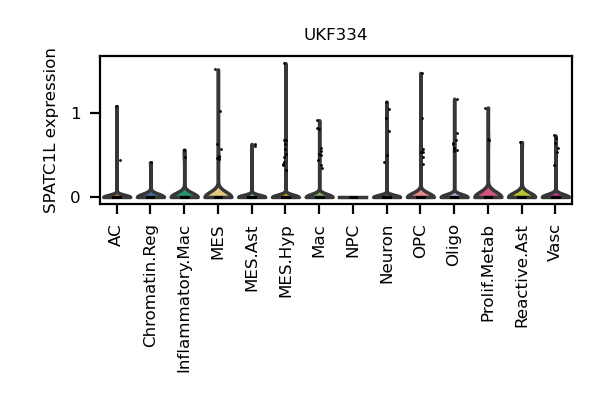 UKF334
SPATC1L expression
1
0
AC
Chromatin.Reg
Inflammatory.Mac
MES
MES.Ast
MES.Hyp
Mac
NPC
Neuron
OPC
Oligo
Prolif.Metab
Reactive.Ast
Vasc